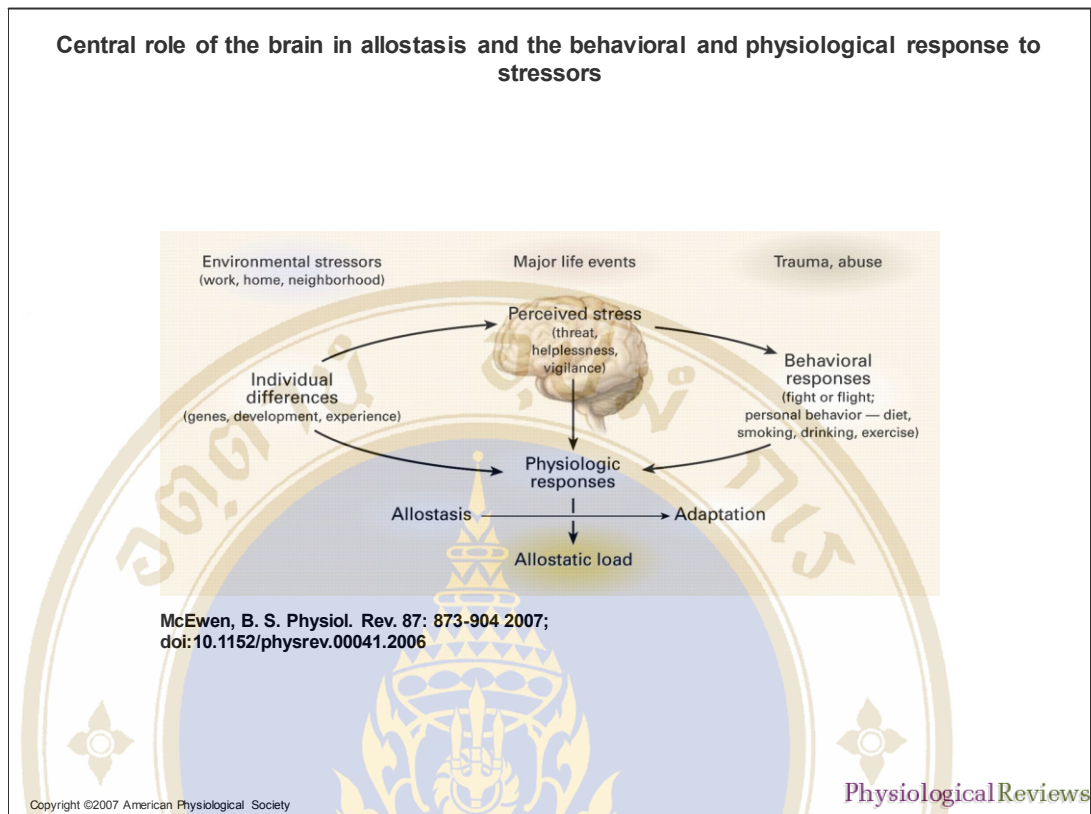 Central role of the brain in allostasis and the behavioral and physiological response to
stressors
Environmental stressors
(work, home, neighborhood)
Major life events
Trauma, abuse
Perceived stress
(threat,
helplessness,
vigilance)
Individual
differences
(genes, development, experience)
Behavioral
responses
(fight or flight;
personal behavior — diet,
smoking, drinking, exercise)
Physiologic
responses
Allostasis
Adaptation
Allostatic load
McEwen, B. S. Physiol. Rev. 87: 873-904 2007;
doi:10.1152/physrev.00041.2006
Copyright ©2007 American Physiological Society
PhysiologicalReviews